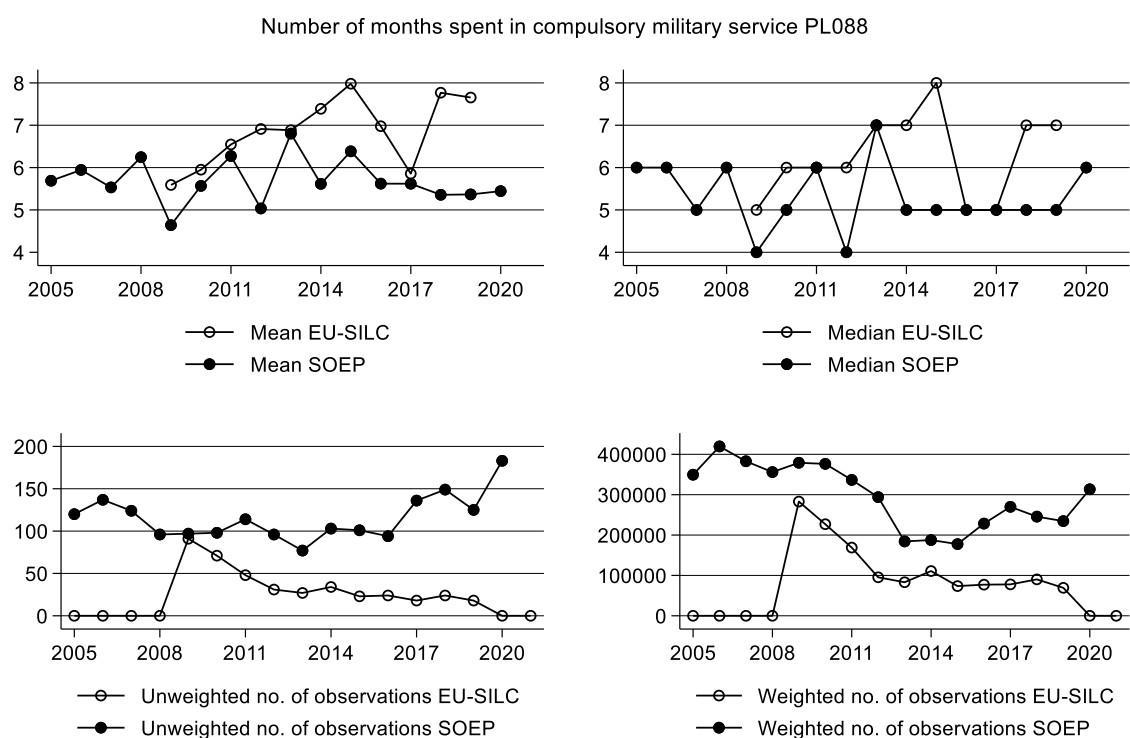 Number of months spent in compulsory military service PL088
8
7
6
5
4
2005 2008 2011 2014 2017 2020
Mean EU-SILC
Mean SOEP
8
7
6
5
4
2005 2008 2011 2014 2017 2020
Median EU-SILC
Median SOEP
200
150
100
50
0
2005 2008 2011 2014 2017 2020
Unweighted no. of observations EU-SILC
Unweighted no. of observations SOEP
400000
300000
200000
100000
0
2005 2008 2011 2014 2017 2020
Weighted no. of observations EU-SILC
Weighted no. of observations SOEP